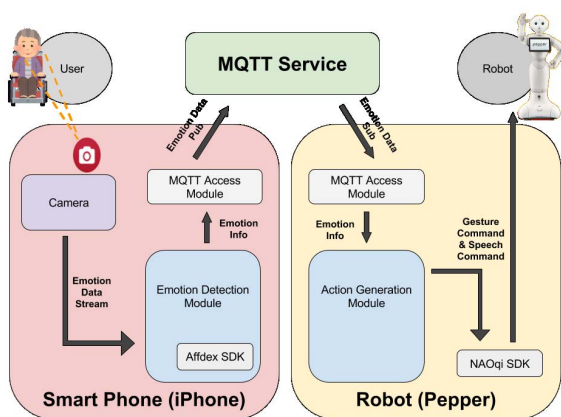 User
MQTT Service
pepper
Robot
Emotion Data
Pub
Emotion Data
Sub
MQTT Access
Module
MQTT Access
Module
Camera
Emotion
Info
Emotion
Info
Gesture
Command
& Speech
Command
Emotion
Data
Stream
Emotion Detection
Module
Action Generation
Module
Affdex SDK
NAOqi SDK
Smart Phone (iPhone)
Robot (Pepper)